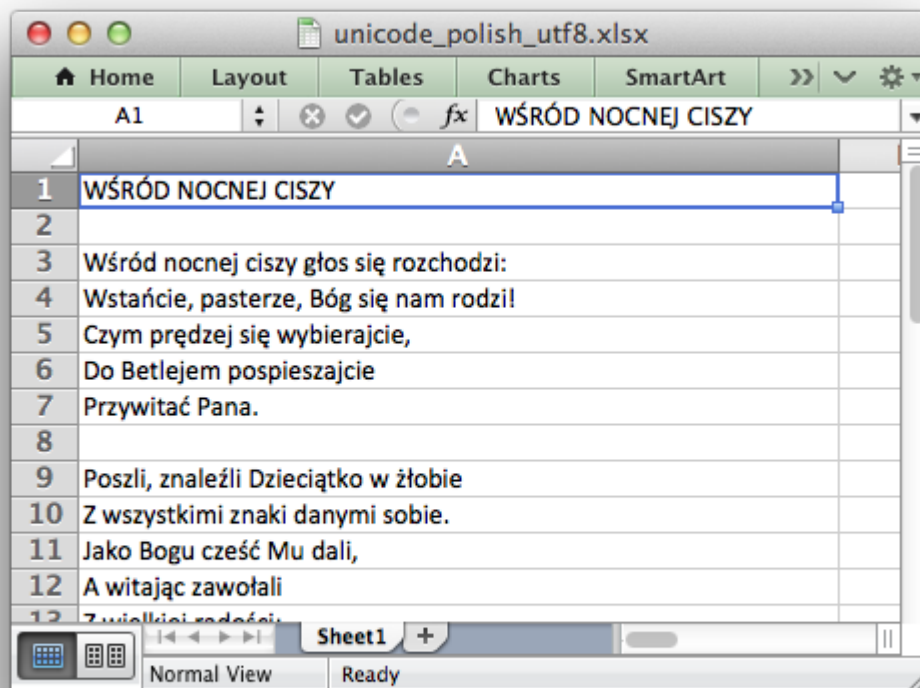 unicode_polish_utf8.xlsx
Home Layout Tables Charts SmartArt
A1 fx WŚRÓD NOCNEJ CISZY
A
1 WŚRÓD NOCNEJ CISZY
2
3 Wśród nocnej ciszy głos się rozchodzi:
4 Wstańcie, pasterze, Bóg się nam rodzi!
5 Czym prędzej się wybierajcie,
6 Do Betlejem pospieszajcie
7 Przywitać Pana.
8
9 Poszli, znaleźli Dzieciątko w żłobie
10 Z wszystkimi znaki danymi sobie.
11 Jako Bogu cześć Mu dali,
12 A witając zawołali
13 Z wielkiej radości:
Sheet1
Normal View Ready